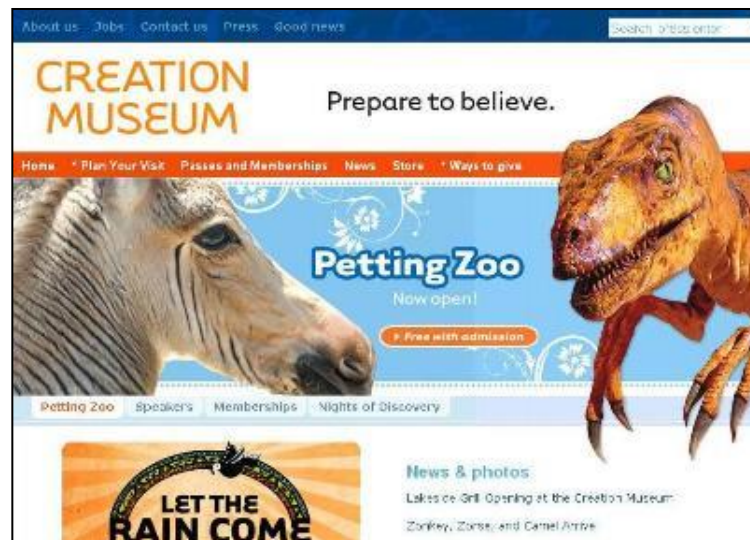 About us Jobs Contact us Press Good news
Search, press enter
CREATION
MUSEUM
Prepare to believe.
Home Plan Your Visit Passes and Memberships News Store Ways to give
Petting Zoo
Now open!
Free with admission
Petting Zoo Speakers Memberships Nights of Discovery
LET THE
RAIN COME
News & photos
Lakeside Grill Opening at the Creation Museum
Zonkey, Zorse, and Camel Arrive